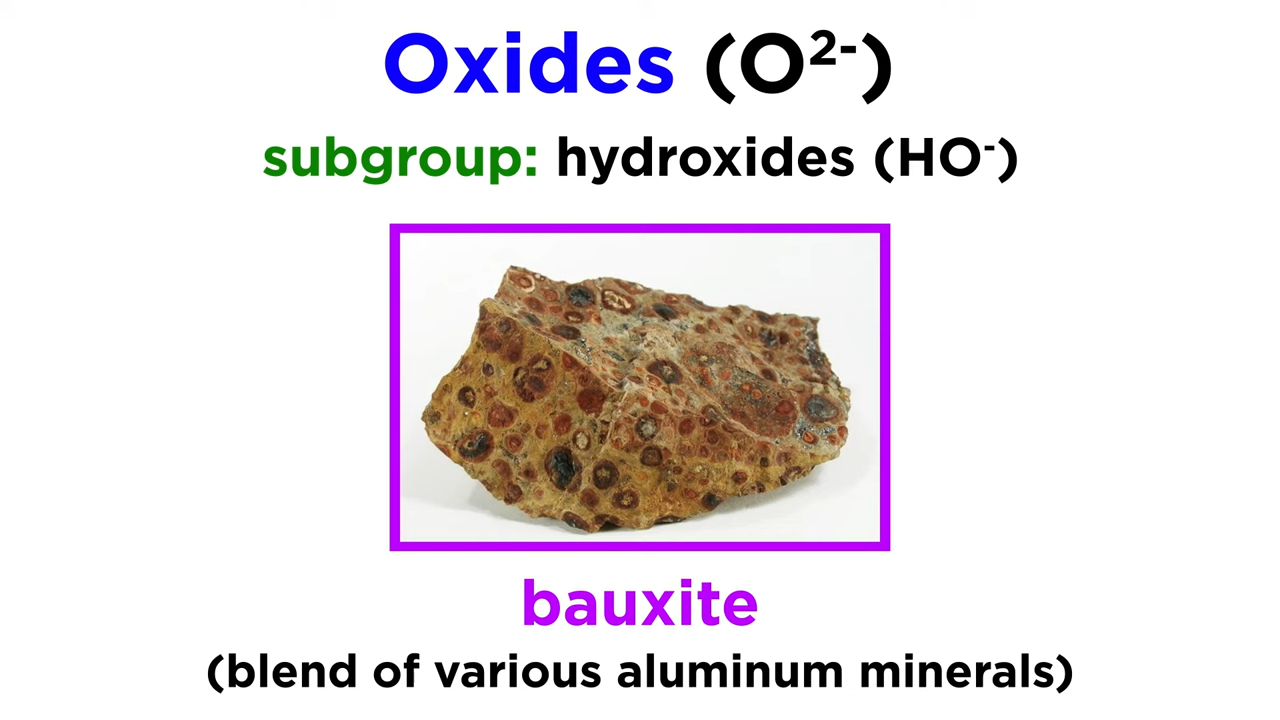 Oxides (O²⁻)
subgroup: hydroxides (HO⁻)
bauxite
(blend of various aluminum minerals)